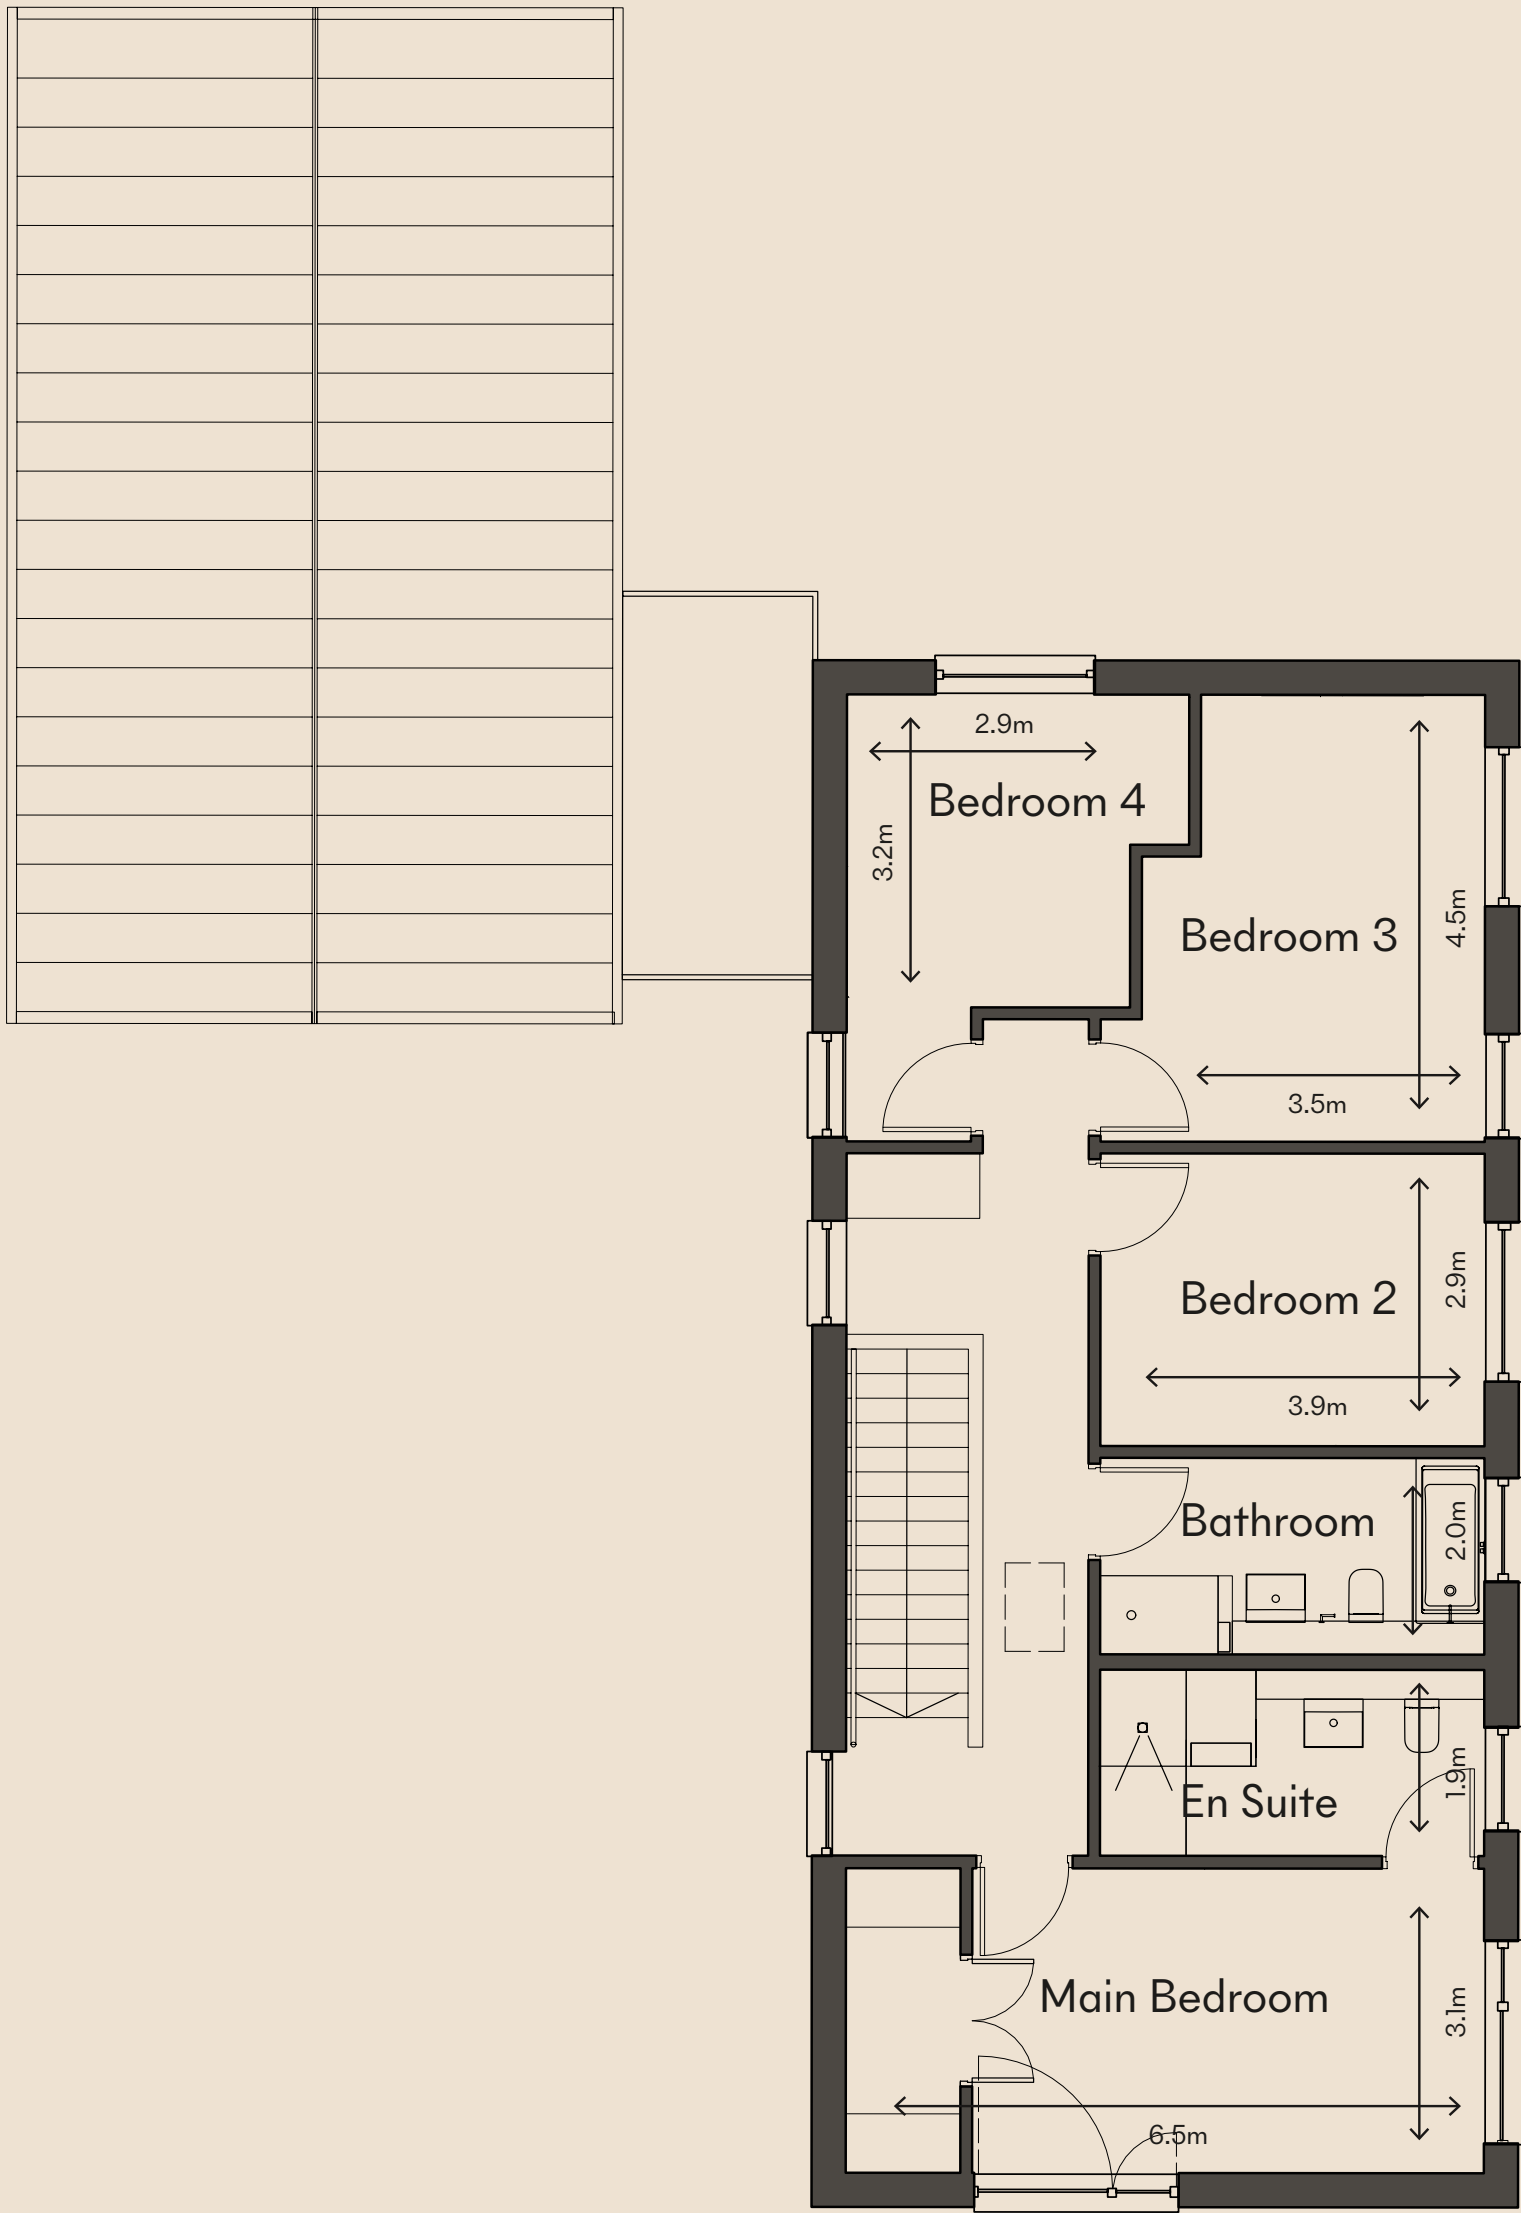 2.9m
Bedroom 4
3.2m
4.5m
Bedroom 3
3.5m
2.9m
Bedroom 2
3.9m
Bathroom
2.0m
1.9m
En Suite
Main Bedroom
3.1m
6.5m